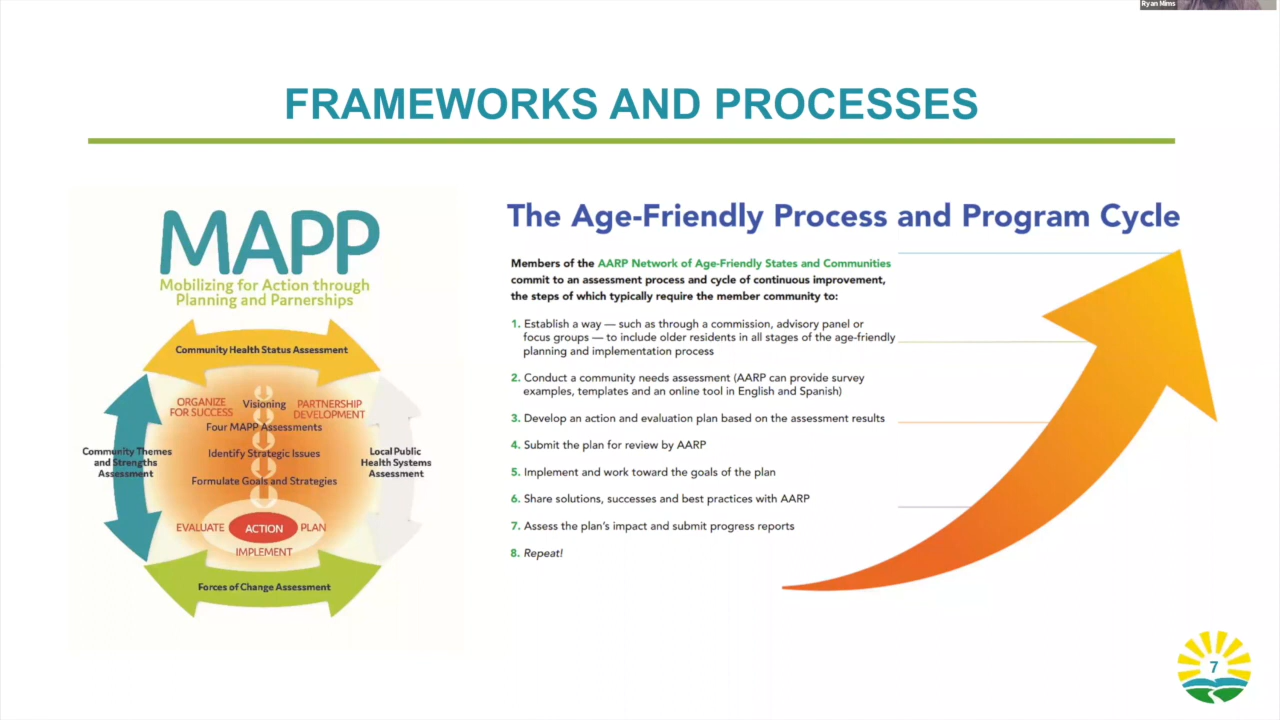 Ryan Mims
FRAMEWORKS AND PROCESSES
MAPP
Mobilizing for Action through
Planning and Parnerships
Community Health Status Assessment
ORGANIZE
FOR SUCCESS
Visioning
PARTNERSHIP
DEVELOPMENT
Four MAPP Assessments
Identify Strategic Issues
Formulate Goals and Strategies
Community Themes
and Strengths
Assessment
Local Public
Health Systems
Assessment
EVALUATE
ACTION
PLAN
IMPLEMENT
Forces of Change Assessment
The Age-Friendly Process and Program Cycle
Members of the AARP Network of Age-Friendly States and Communities
commit to an assessment process and cycle of continuous improvement,
the steps of which typically require the member community to:
1. Establish a way — such as through a commission, advisory panel or
focus groups — to include older residents in all stages of the age-friendly
planning and implementation process
2. Conduct a community needs assessment (AARP can provide survey
examples, templates and an online tool in English and Spanish)
3. Develop an action and evaluation plan based on the assessment results
4. Submit the plan for review by AARP
5. Implement and work toward the goals of the plan
6. Share solutions, successes and best practices with AARP
7. Assess the plan's impact and submit progress reports
8. Repeat!
7